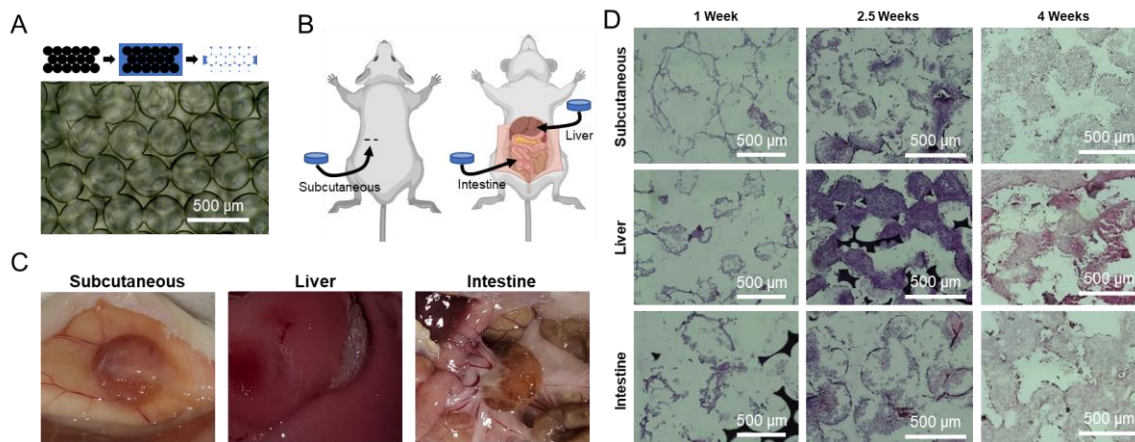 A
500 µm
B
Subcutaneous
Liver
Intestine
C
Subcutaneous Liver Intestine
D
1 Week 2.5 Weeks 4 Weeks
Subcutaneous
500 µm 500 µm 500 µm
Liver
500 µm 500 µm 500 µm
Intestine
500 µm 500 µm 500 µm